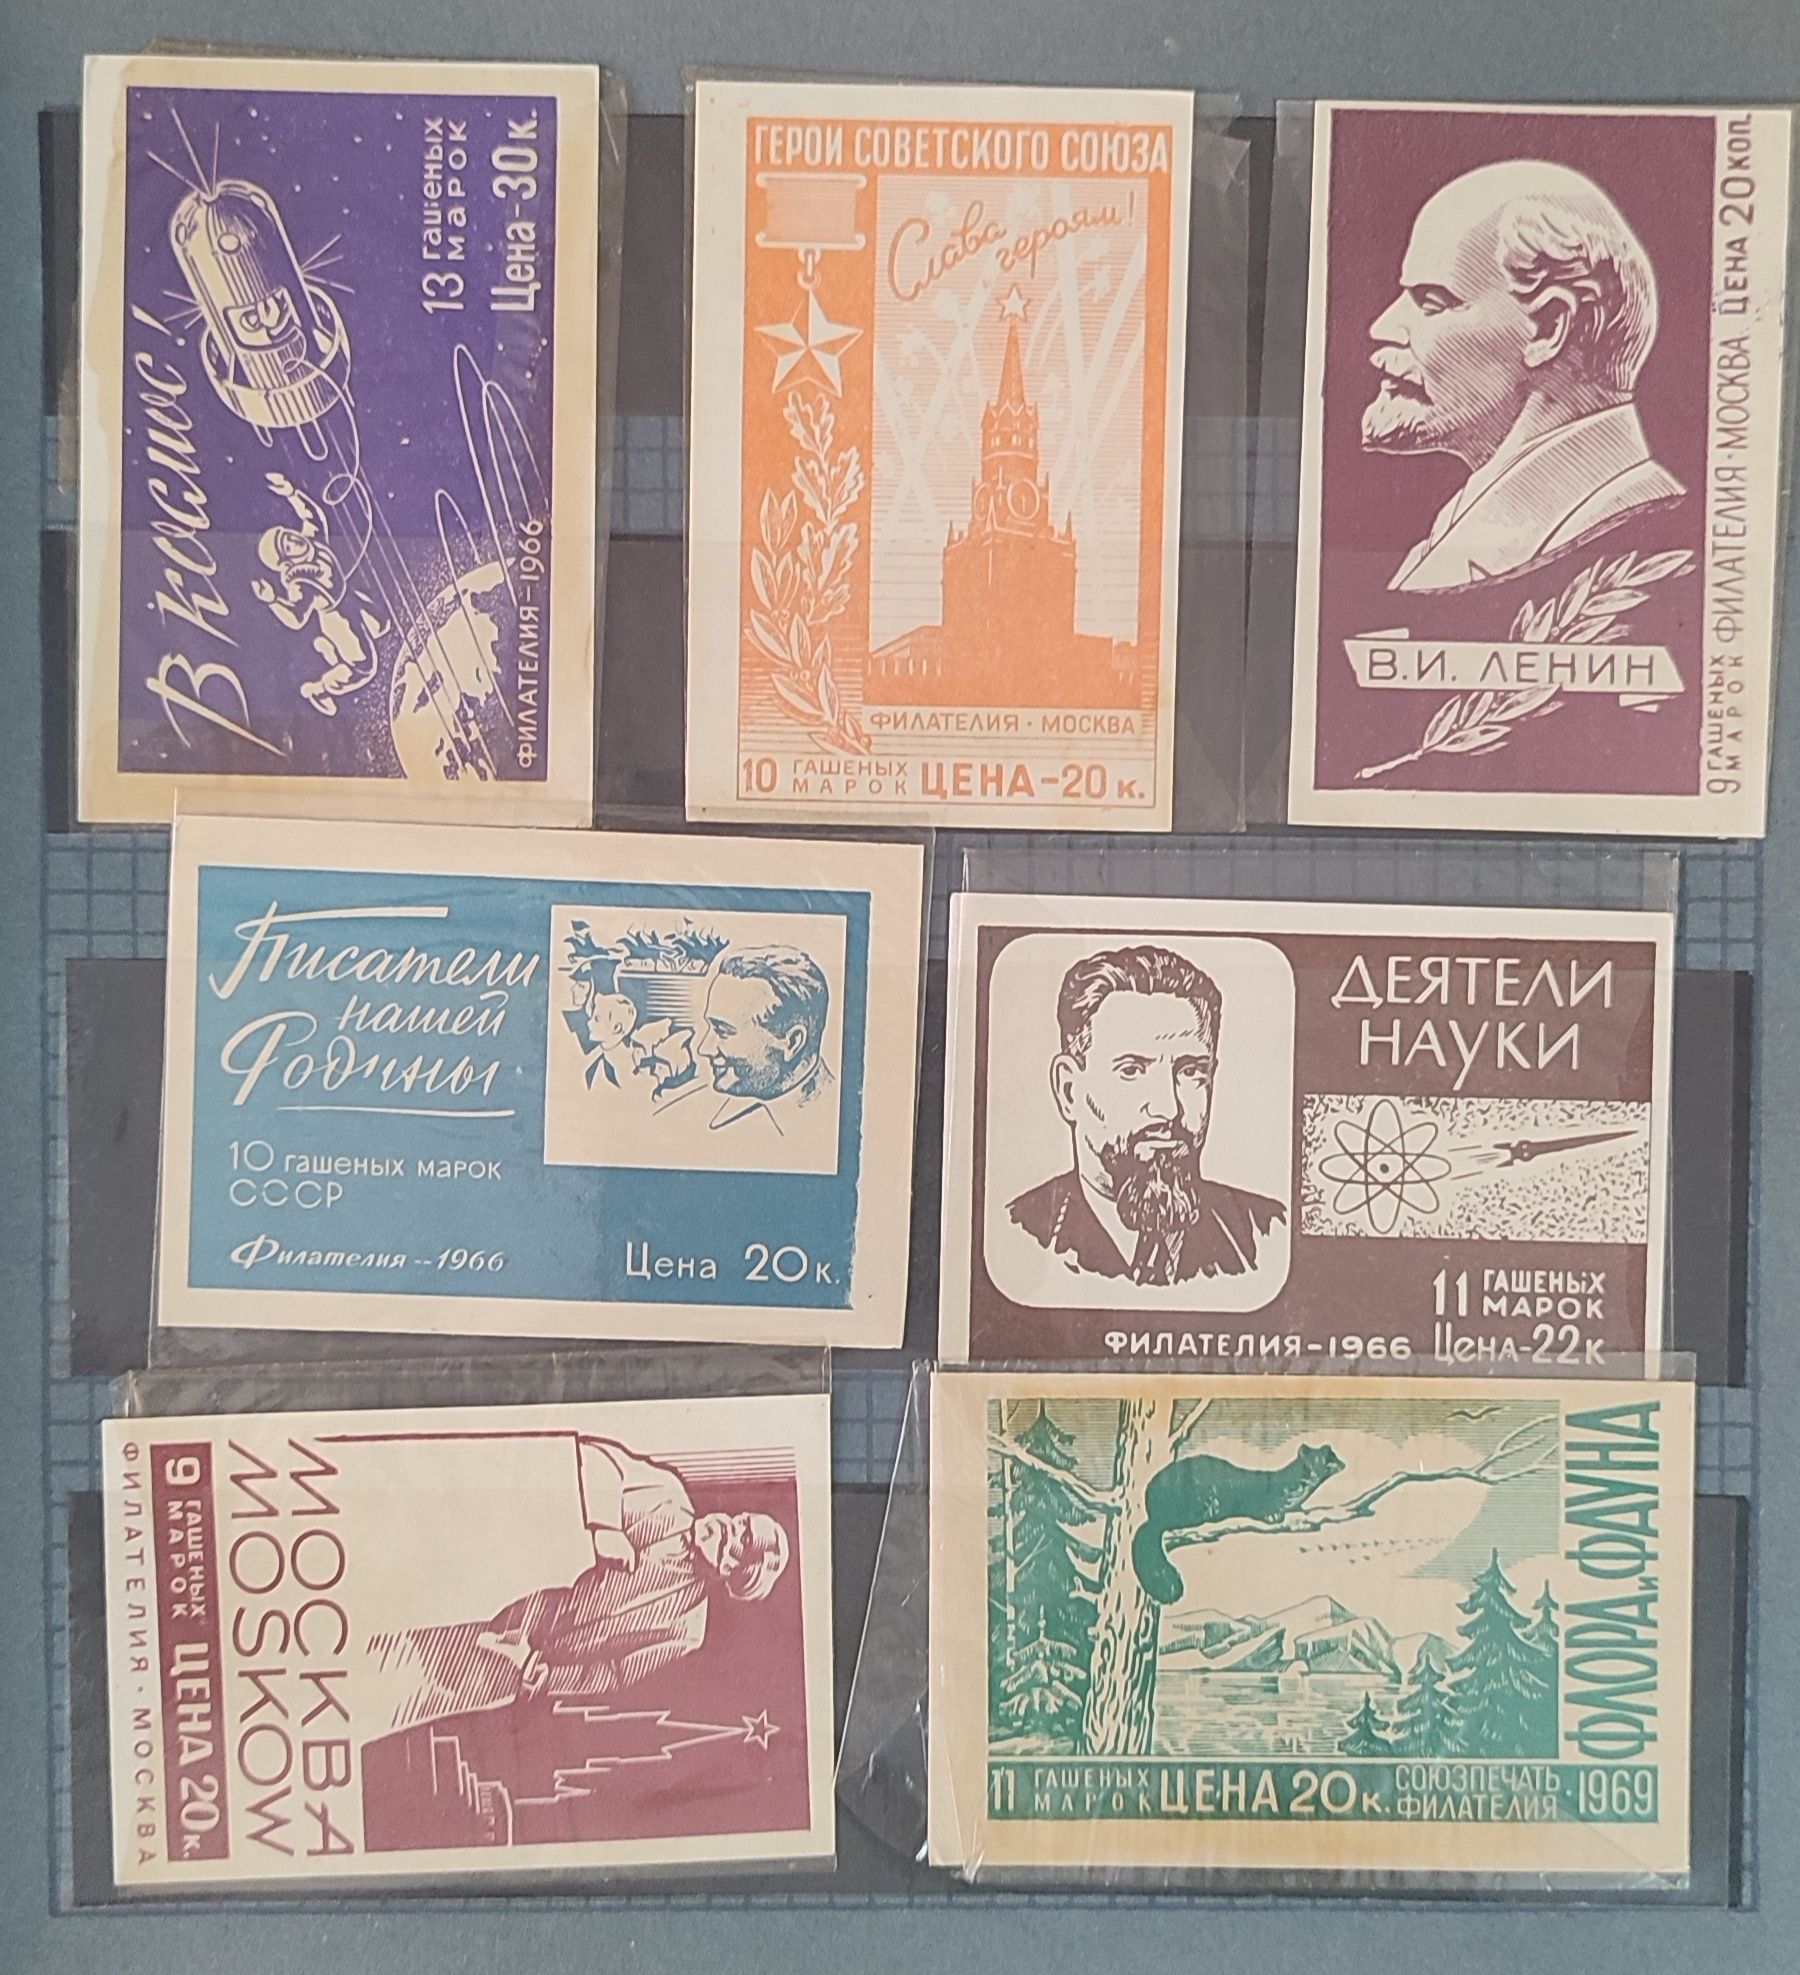 В космос!
13 гашеных
марок
Цена-30к.
ФИЛАТЕЛИЯ-1966
ГЕРОИ СОВЕТСКОГО СОЮЗА
Слава
героям!
ФИЛАТЕЛИЯ · МОСКВА
10 ГАШЕНЫХ МАРОК ЦЕНА-20 к.
В.И. ЛЕНИН
9 ГАШЕНЫХ МАРОК ФИЛАТЕЛИЯ·МОСКВА ЦЕНА 20 КОП.
Писатели
нашей
Родины
10 гашеных марок
СССР
Филателия--1966
Цена 20 к.
ДЕЯТЕЛИ
НАУКИ
11 ГАШЕНЫХ
МАРОК
ФИЛАТЕЛИЯ-1966 Цена-22к
МОСКВА
MOSKOW
9 ГАШЕНЫХ МАРОК ЦЕНА 20к.
ФИЛАТЕЛИЯ · МОСКВА
ФЛОРА и ФАУНА
11 ГАШЕНЫХ МАРОК ЦЕНА 20 к. СОЮЗПЕЧАТЬ ФИЛАТЕЛИЯ · 1969